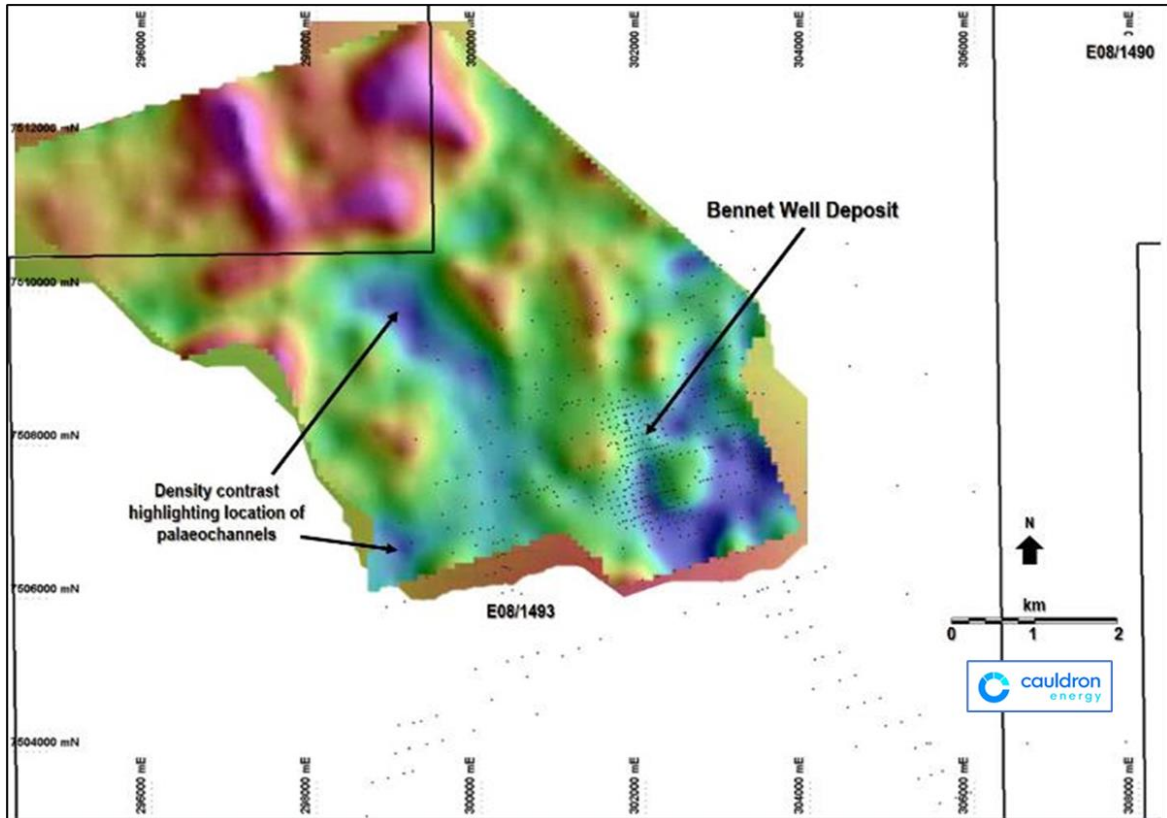 296000 mE
298000 mE
300000 mE
302000 mE
304000 mE
306000 mE
E08/1490
7512000 mN
Bennet Well Deposit
7510000 mN
7508000 mN
Density contrast
highlighting location of
palaeochannels
N
7506000 mN
E08/1493
km
0 1 2
cauldron
energy
7504000 mN
296000 mE
298000 mE
300000 mE
302000 mE
304000 mE
306000 mE
308000 mE